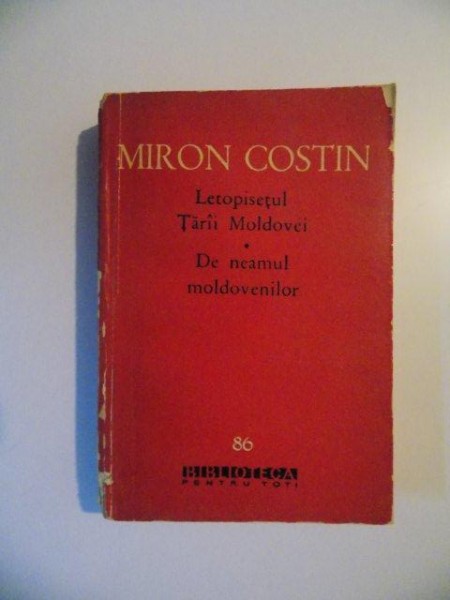 MIRON COSTIN
Letopisețul
Țării Moldovei
•
De neamul
moldovenilor
86
BIBLIOTECA
PENTRU TOȚI